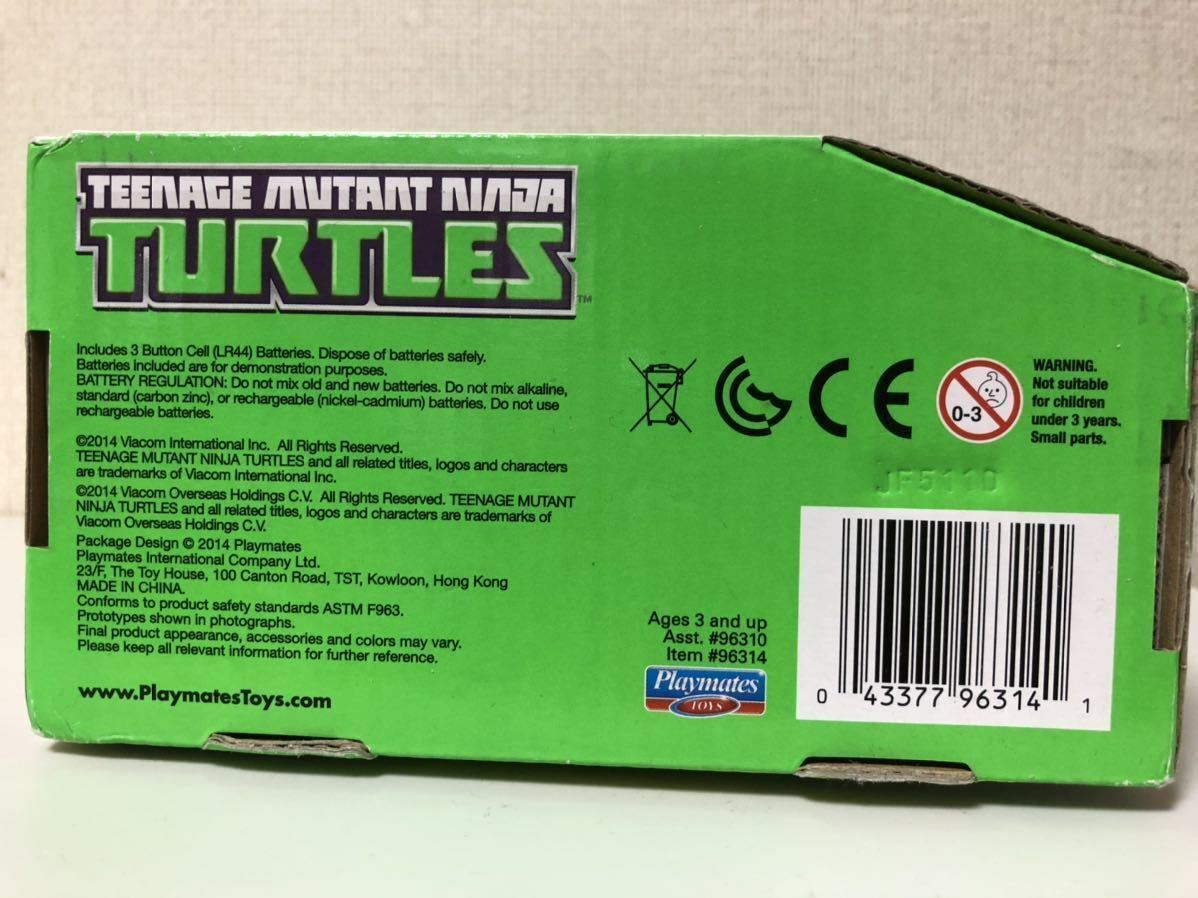 TEENAGE MUTANT NINJA
TURTLES
TM
Includes 3 Button Cell (LR44) Batteries. Dispose of batteries safely.
Batteries included are for demonstration purposes.
BATTERY REGULATION: Do not mix old and new batteries. Do not mix alkaline,
standard (carbon zinc), or rechargeable (nickel-cadmium) batteries. Do not use
rechargeable batteries.
©2014 Viacom International Inc. All Rights Reserved.
TEENAGE MUTANT NINJA TURTLES and all related titles, logos and characters
are trademarks of Viacom International Inc.
©2014 Viacom Overseas Holdings C.V. All Rights Reserved. TEENAGE MUTANT
NINJA TURTLES and all related titles, logos and characters are trademarks of
Viacom Overseas Holdings C.V.
Package Design © 2014 Playmates
Playmates International Company Ltd.
23/F, The Toy House, 100 Canton Road, TST, Kowloon, Hong Kong
MADE IN CHINA.
Conforms to product safety standards ASTM F963.
Prototypes shown in photographs.
Final product appearance, accessories and colors may vary.
Please keep all relevant information for further reference.
www.PlaymatesToys.com
CE
0-3
WARNING.
Not suitable
for children
under 3 years.
Small parts.
JF5110
Ages 3 and up
Asst. #96310
Item #96314
Playmates
TOYS
0 43377 96314 1